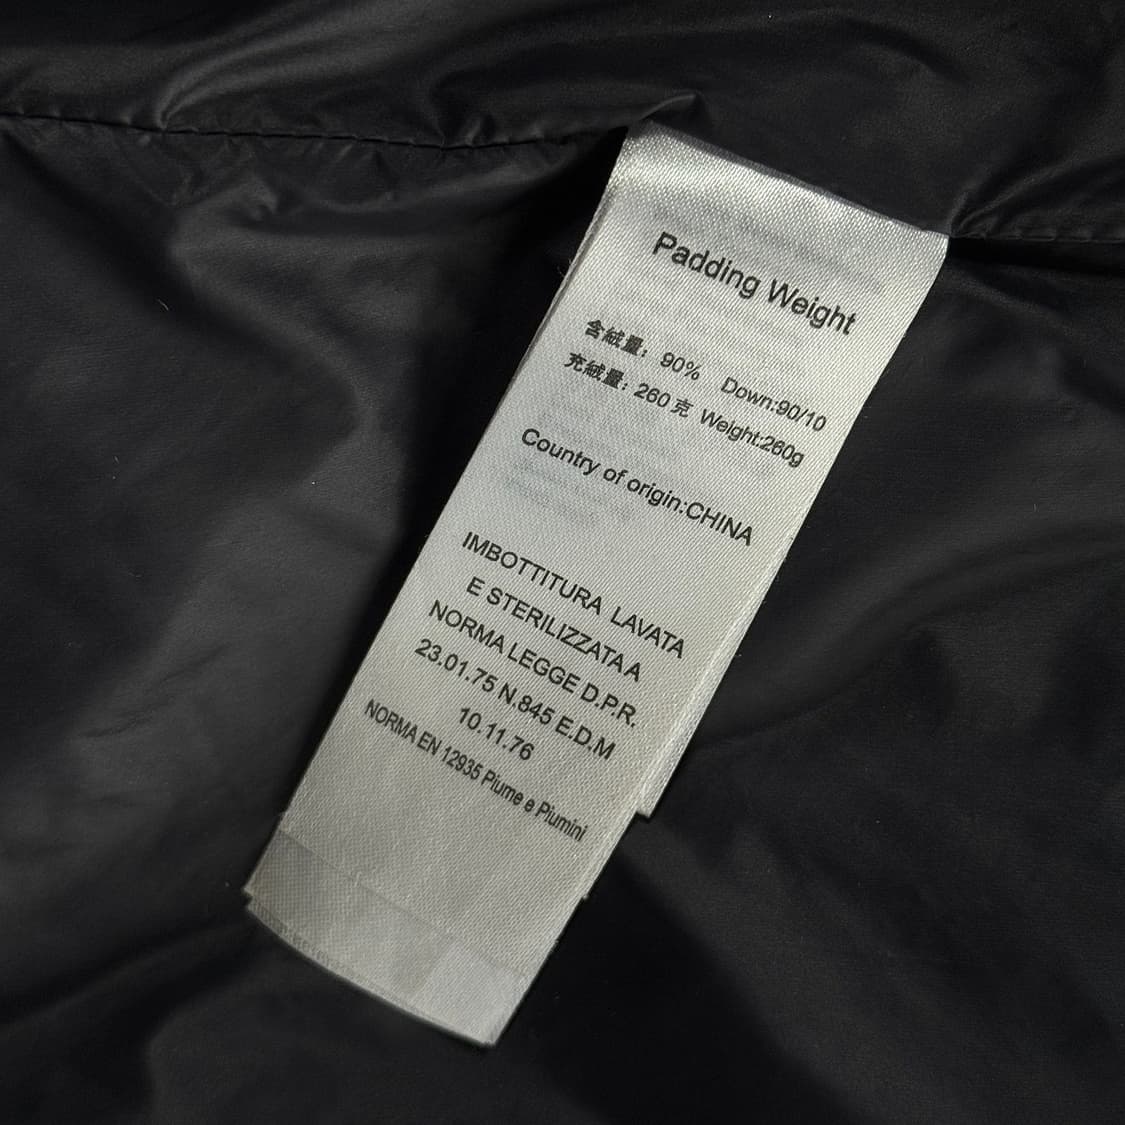 Padding Weight
含絨量: 90% Down:90/10
充絨量: 260 克 Weight:260g
Country of origin:CHINA
IMBOTTITURA LAVATA
E STERILIZZATA A
NORMA LEGGE D.P.R.
23.01.75 N.845 E.D.M
10.11.76
NORMA EN 12935 Piume e Piumini